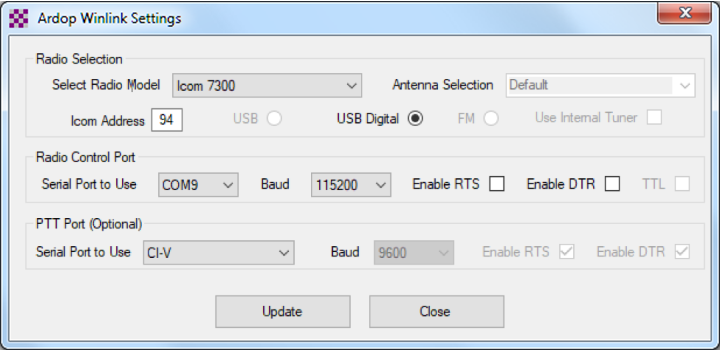 Ardop Winlink Settings
Radio Selection
Select Radio Model Icom 7300 Antenna Selection Default
Icom Address 94 USB USB Digital FM Use Internal Tuner
Radio Control Port
Serial Port to Use COM9 Baud 115200 Enable RTS Enable DTR TTL
PTT Port (Optional)
Serial Port to Use CI-V Baud 9600 Enable RTS Enable DTR
Update Close